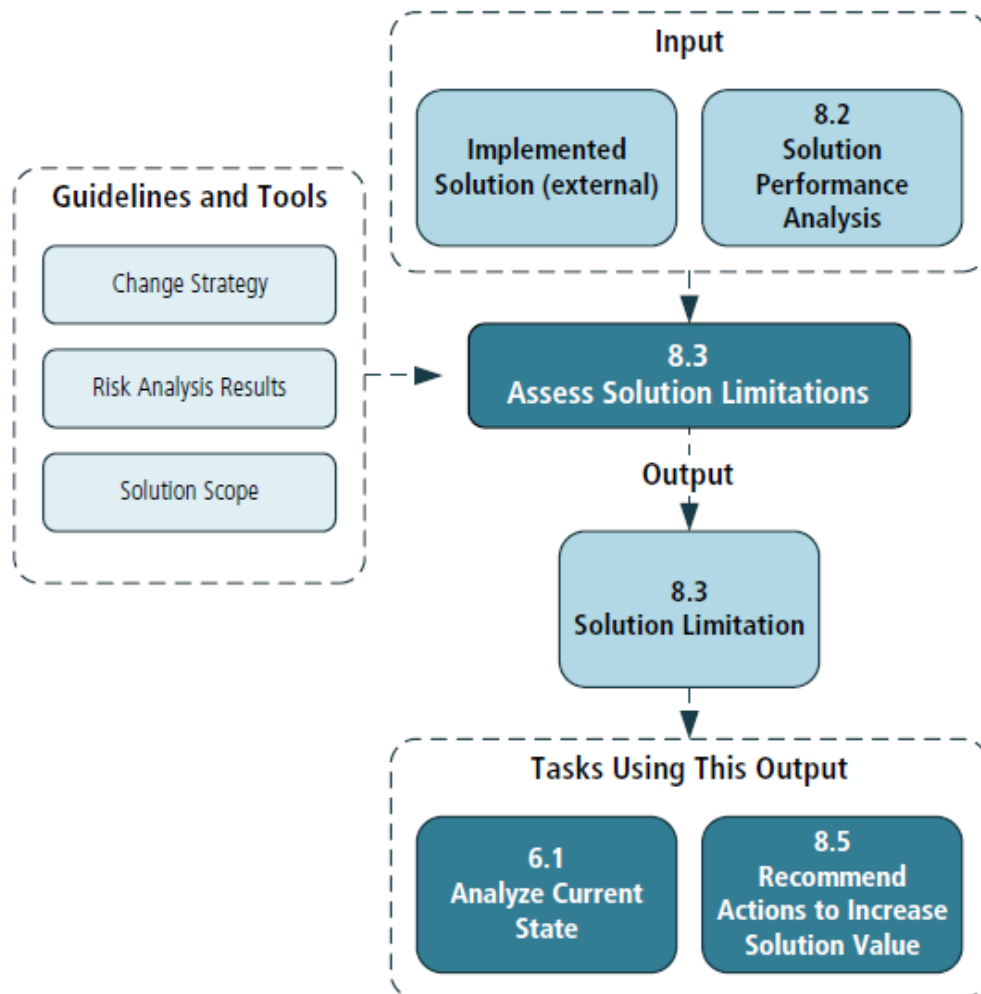 Input
Implemented
Solution (external)
8.2
Solution
Performance
Analysis
Guidelines and Tools
Change Strategy
Risk Analysis Results
Solution Scope
8.3
Assess Solution Limitations
Output
8.3
Solution Limitation
Tasks Using This Output
6.1
Analyze Current
State
8.5
Recommend
Actions to Increase
Solution Value